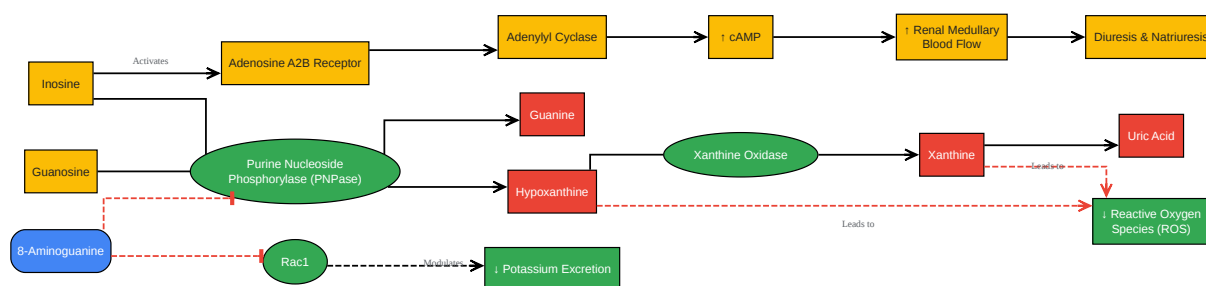 Inosine
Activates
Adenosine A2B Receptor
Adenylyl Cyclase
↑ cAMP
↑ Renal Medullary
Blood Flow
Diuresis & Natriuresis
Guanosine
Purine Nucleoside
Phosphorylase (PNPase)
Guanine
Hypoxanthine
Xanthine Oxidase
Xanthine
Uric Acid
Leads to
Leads to
↓ Reactive Oxygen
Species (ROS)
8-Aminoguanine
Rac1
Modulates
↓ Potassium Excretion